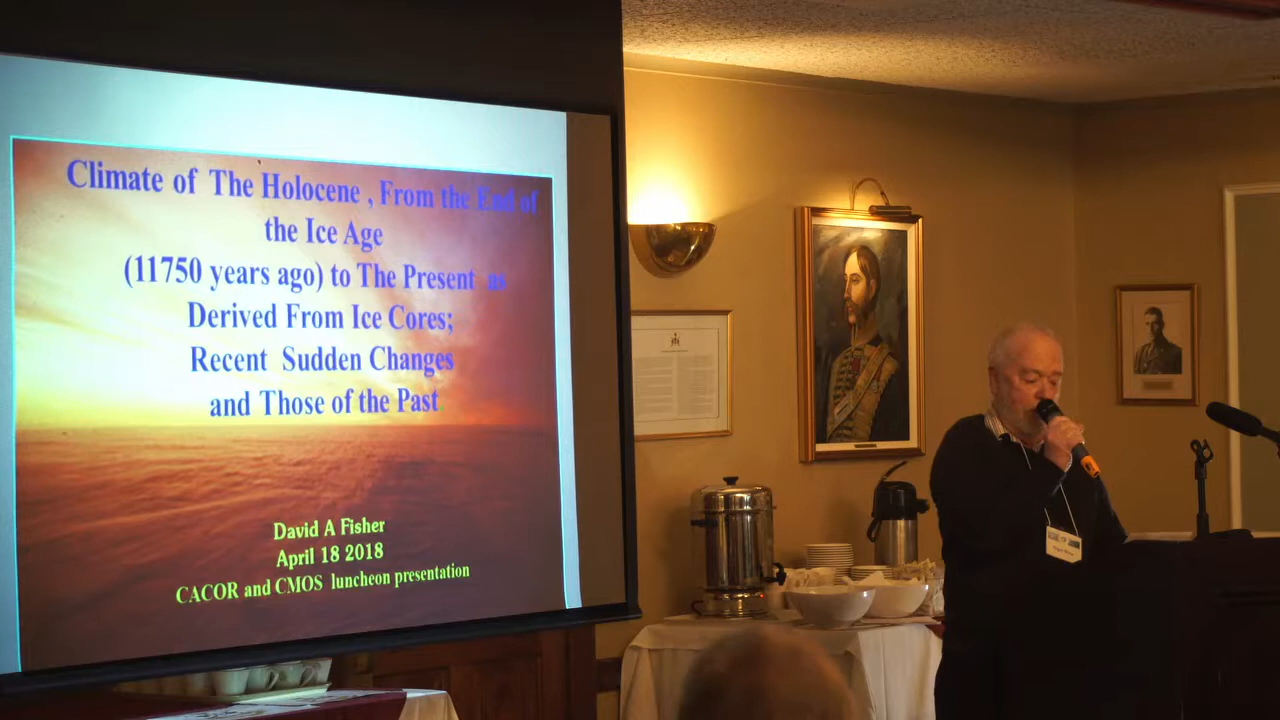 Climate of The Holocene , From the End of
the Ice Age
(11750 years ago) to The Present as
Derived From Ice Cores;
Recent Sudden Changes
and Those of the Past
David A Fisher
April 18 2018
CACOR and CMOS luncheon presentation